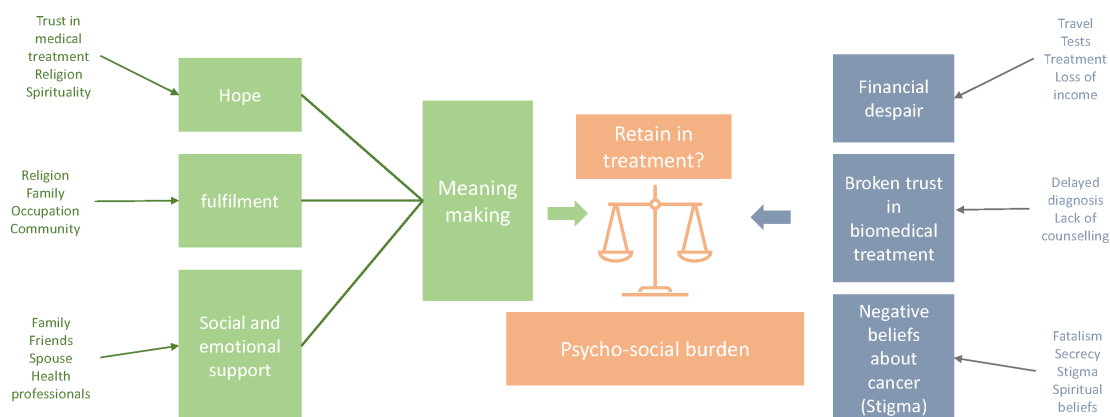 Trust in
medical
treatment
Religion
Spirituality
Hope
Religion
Family
Occupation
Community
fulfilment
Family
Friends
Spouse
Health
professionals
Social and
emotional
support
Meaning
making
Retain in
treatment?
Psycho-social burden
Financial
despair
Travel
Tests
Treatment
Loss of
income
Broken trust
in
biomedical
treatment
Delayed
diagnosis
Lack of
counselling
Negative
beliefs
about
cancer
(Stigma)
Fatalism
Secrecy
Stigma
Spiritual
beliefs